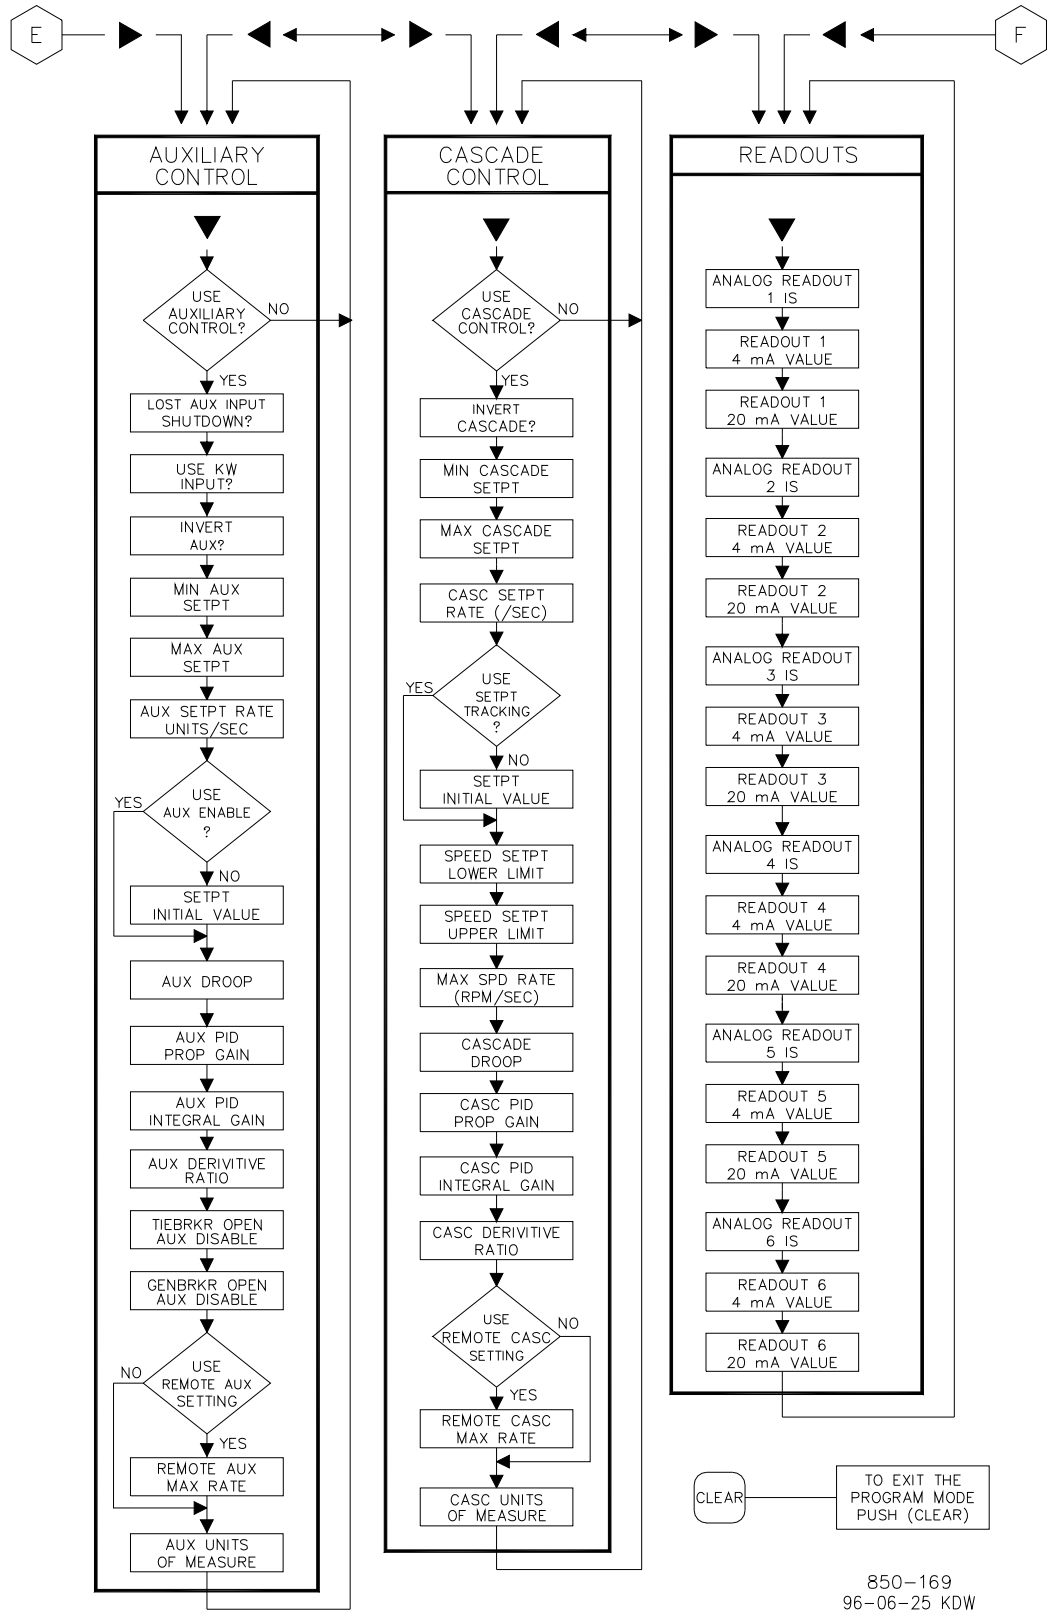 E
F
AUXILIARY
CONTROL
USE
AUXILIARY
CONTROL?
NO
YES
LOST AUX INPUT
SHUTDOWN?
USE KW
INPUT?
INVERT
AUX?
MIN AUX
SETPT
MAX AUX
SETPT
AUX SETPT RATE
UNITS/SEC
YES
USE
AUX ENABLE
?
NO
SETPT
INITIAL VALUE
AUX DROOP
AUX PID
PROP GAIN
AUX PID
INTEGRAL GAIN
AUX DERIVITIVE
RATIO
TIEBRKR OPEN
AUX DISABLE
GENBRKR OPEN
AUX DISABLE
NO
USE
REMOTE AUX
SETTING
YES
REMOTE AUX
MAX RATE
AUX UNITS
OF MEASURE
CASCADE
CONTROL
USE
CASCADE
CONTROL?
NO
YES
INVERT
CASCADE?
MIN CASCADE
SETPT
MAX CASCADE
SETPT
CASC SETPT
RATE (/SEC)
YES
USE
SETPT
TRACKING
?
NO
SETPT
INITIAL VALUE
SPEED SETPT
LOWER LIMIT
SPEED SETPT
UPPER LIMIT
MAX SPD RATE
(RPM/SEC)
CASCADE
DROOP
CASC PID
PROP GAIN
CASC PID
INTEGRAL GAIN
CASC DERIVITIVE
RATIO
USE
REMOTE CASC
SETTING
NO
YES
REMOTE CASC
MAX RATE
CASC UNITS
OF MEASURE
READOUTS
ANALOG READOUT
1 IS
READOUT 1
4 mA VALUE
READOUT 1
20 mA VALUE
ANALOG READOUT
2 IS
READOUT 2
4 mA VALUE
READOUT 2
20 mA VALUE
ANALOG READOUT
3 IS
READOUT 3
4 mA VALUE
READOUT 3
20 mA VALUE
ANALOG READOUT
4 IS
READOUT 4
4 mA VALUE
READOUT 4
20 mA VALUE
ANALOG READOUT
5 IS
READOUT 5
4 mA VALUE
READOUT 5
20 mA VALUE
ANALOG READOUT
6 IS
READOUT 6
4 mA VALUE
READOUT 6
20 mA VALUE
CLEAR
TO EXIT THE
PROGRAM MODE
PUSH (CLEAR)
850-169
96-06-25 KDW